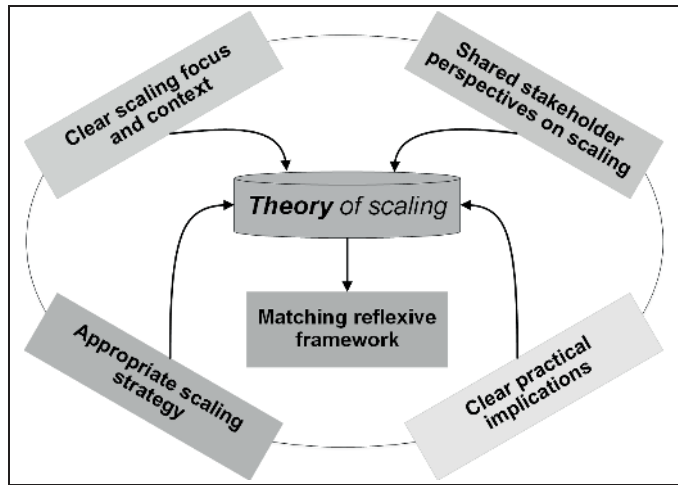 Clear scaling focus
and context
Shared stakeholder
perspectives on scaling
Theory of scaling
Matching reflexive
framework
Appropriate scaling
strategy
Clear practical
implications